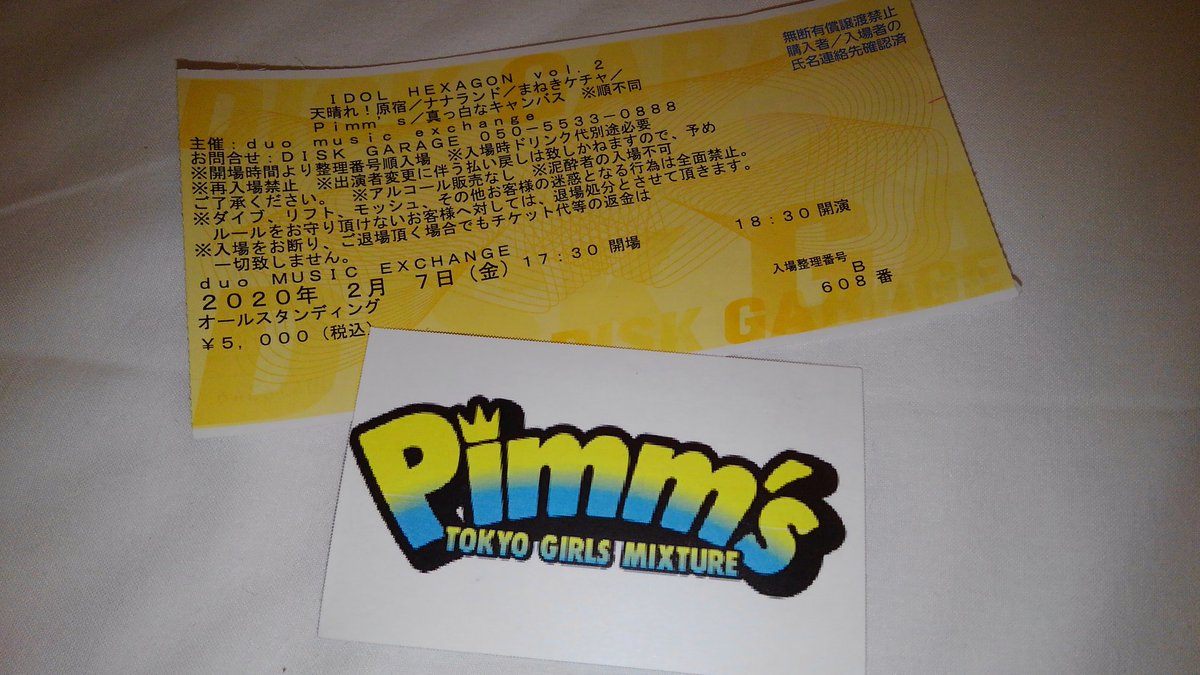 無断有償譲渡禁止
購入者/入場者の
氏名連絡先確認済
IDOL HEXAGON vol.2
天晴れ!原宿/ナナランド/まねきケチャ/
Pimm's/真っ白なキャンバス ※順不同
主催:duo music exchange
お問合せ:DISK GARAGE 050-5533-0888
※開場時間より整理番号順入場 ※入場時ドリンク代別途必要
※再入場禁止 ※出演者変更に伴う払い戻しは致しかねますので、予め
ご了承ください。 ※アルコール販売なし ※泥酔者の入場不可
※ダイブ、リフト、モッシュ、その他お客様の迷惑となる行為は全面禁止。
ルールをお守り頂けないお客様へ対しては、退場処分とさせて頂きます。
※入場をお断り、ご退場頂く場合でもチケット代等の返金は
一切致しません。
duo MUSIC EXCHANGE
2020年 2月 7日(金) 17:30 開場 18:30 開演
オールスタンディング
入場整理番号
B
608 番
¥5,000(税込)
DISK GARAGE
Pimm's
TOKYO GIRLS MIXTURE